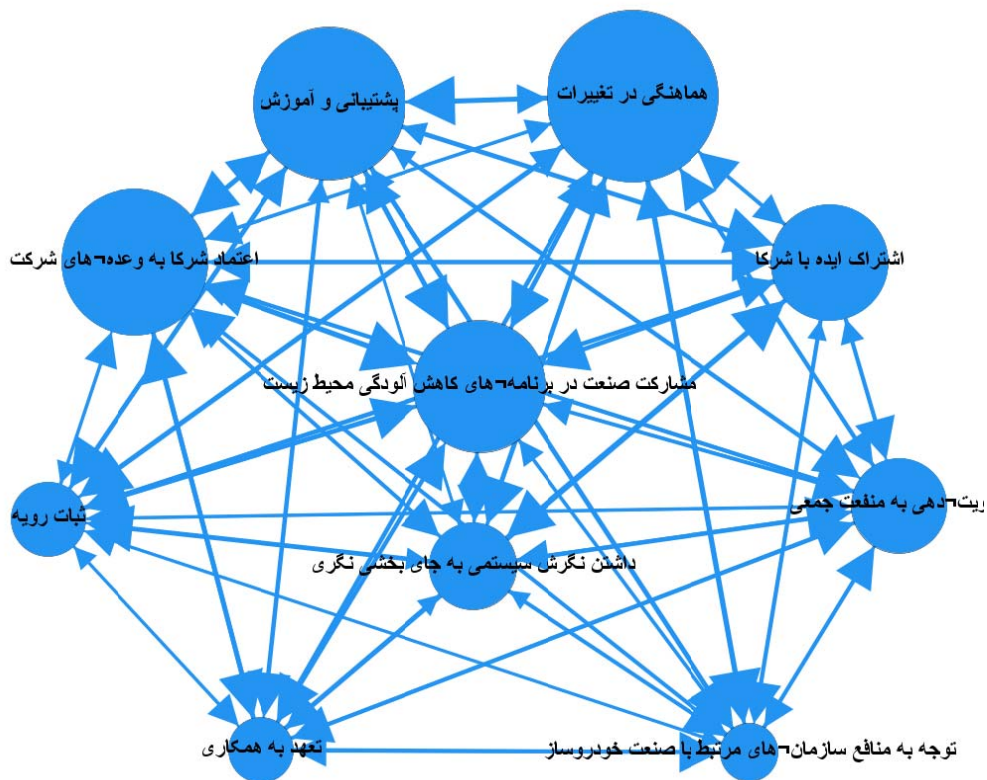 هماهنگی در تغییرات
پشتیبانی و آموزش
اشتراک ایده با شرکا
اعتماد شرکا به وعده¬های شرکت
مشارکت صنعت در برنامه¬های کاهش آلودگی محیط زیست
ویت¬دهی به منفعت جمعی
ثبات رویه
داشتن نگرش سیستمی به جای بخشی نگری
توجه به منافع سازمان¬های مرتبط با صنعت خودروساز
تعهد به همکاری